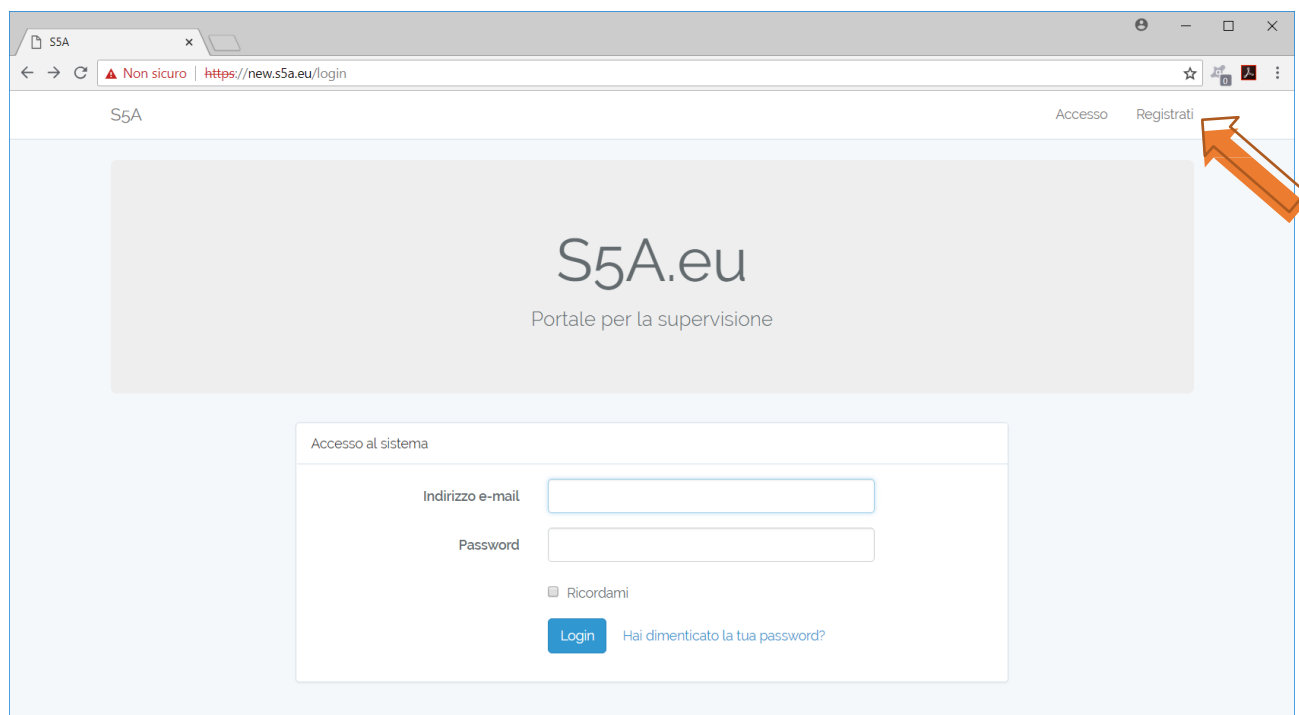 S5A
Non sicuro | https://new.s5a.eu/login
0
S5A
Accesso Registrati
S5A.eu
Portale per la supervisione
Accesso al sistema
Indirizzo e-mail
Password
Ricordami
Login Hai dimenticato la tua password?